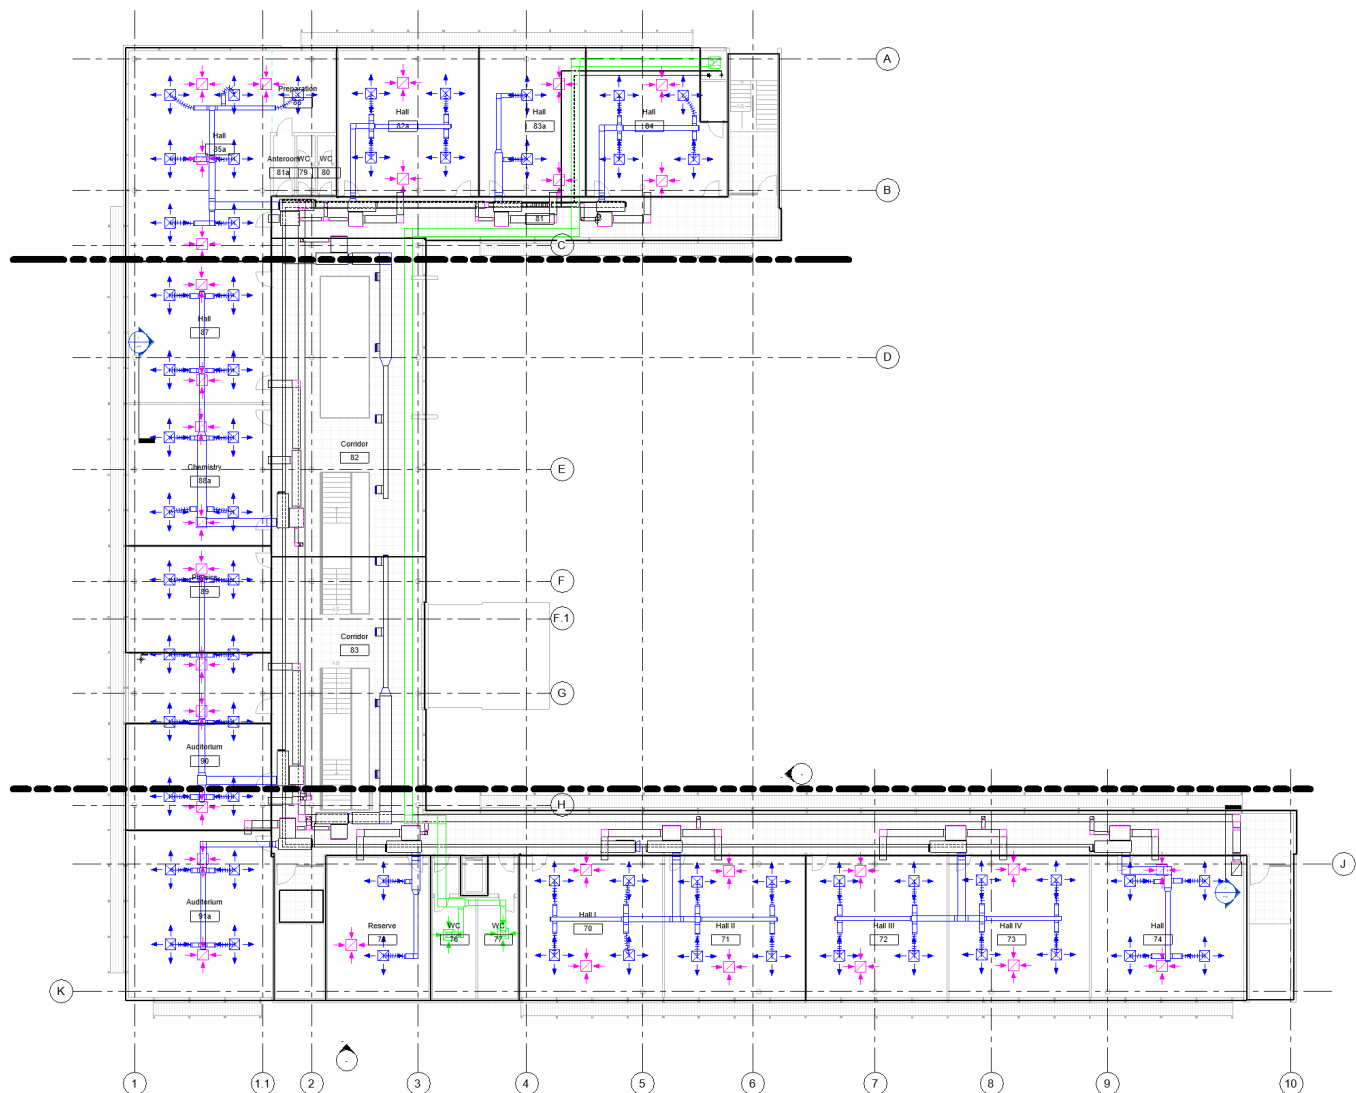 A
Preparation
Hall
82a
Hall
83a
Hall
84
Hall
85a
Anteroom
WC
WC
81a
79
80
B
81
C
Hall
87
D
Corridor
82
E
Chemistry
88a
F
89
F.1
Corridor
83
G
Auditorium
90
H
J
Auditorium
91a
Reserve
WC
76
WC
77
Hall I
70
Hall II
71
Hall III
72
Hall IV
73
Hall
74
K
1
1.1
2
3
4
5
6
7
8
9
10